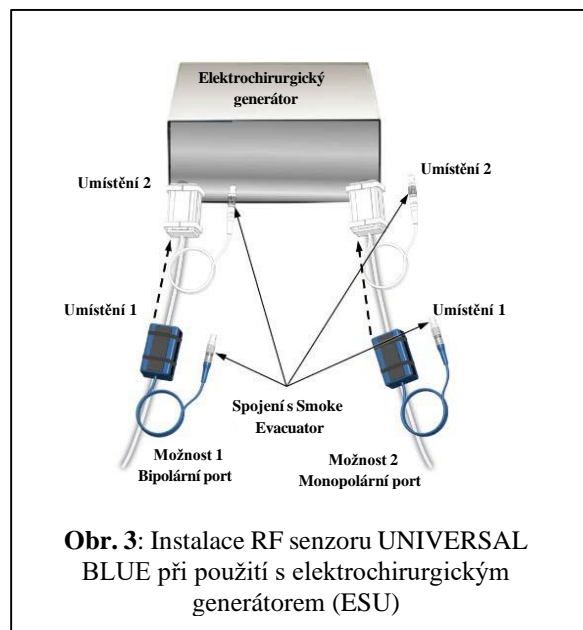 Elektrochirurgický
generátor
Umístění 2
Umístění 2
Umístění 1
Umístění 1
Spojení s Smoke
Evacuator
Možnost 1
Bipolární port
Možnost 2
Monopolární port
Obr. 3: Instalace RF senzoru UNIVERSAL
BLUE při použití s elektrochirurgickým
generátorem (ESU)